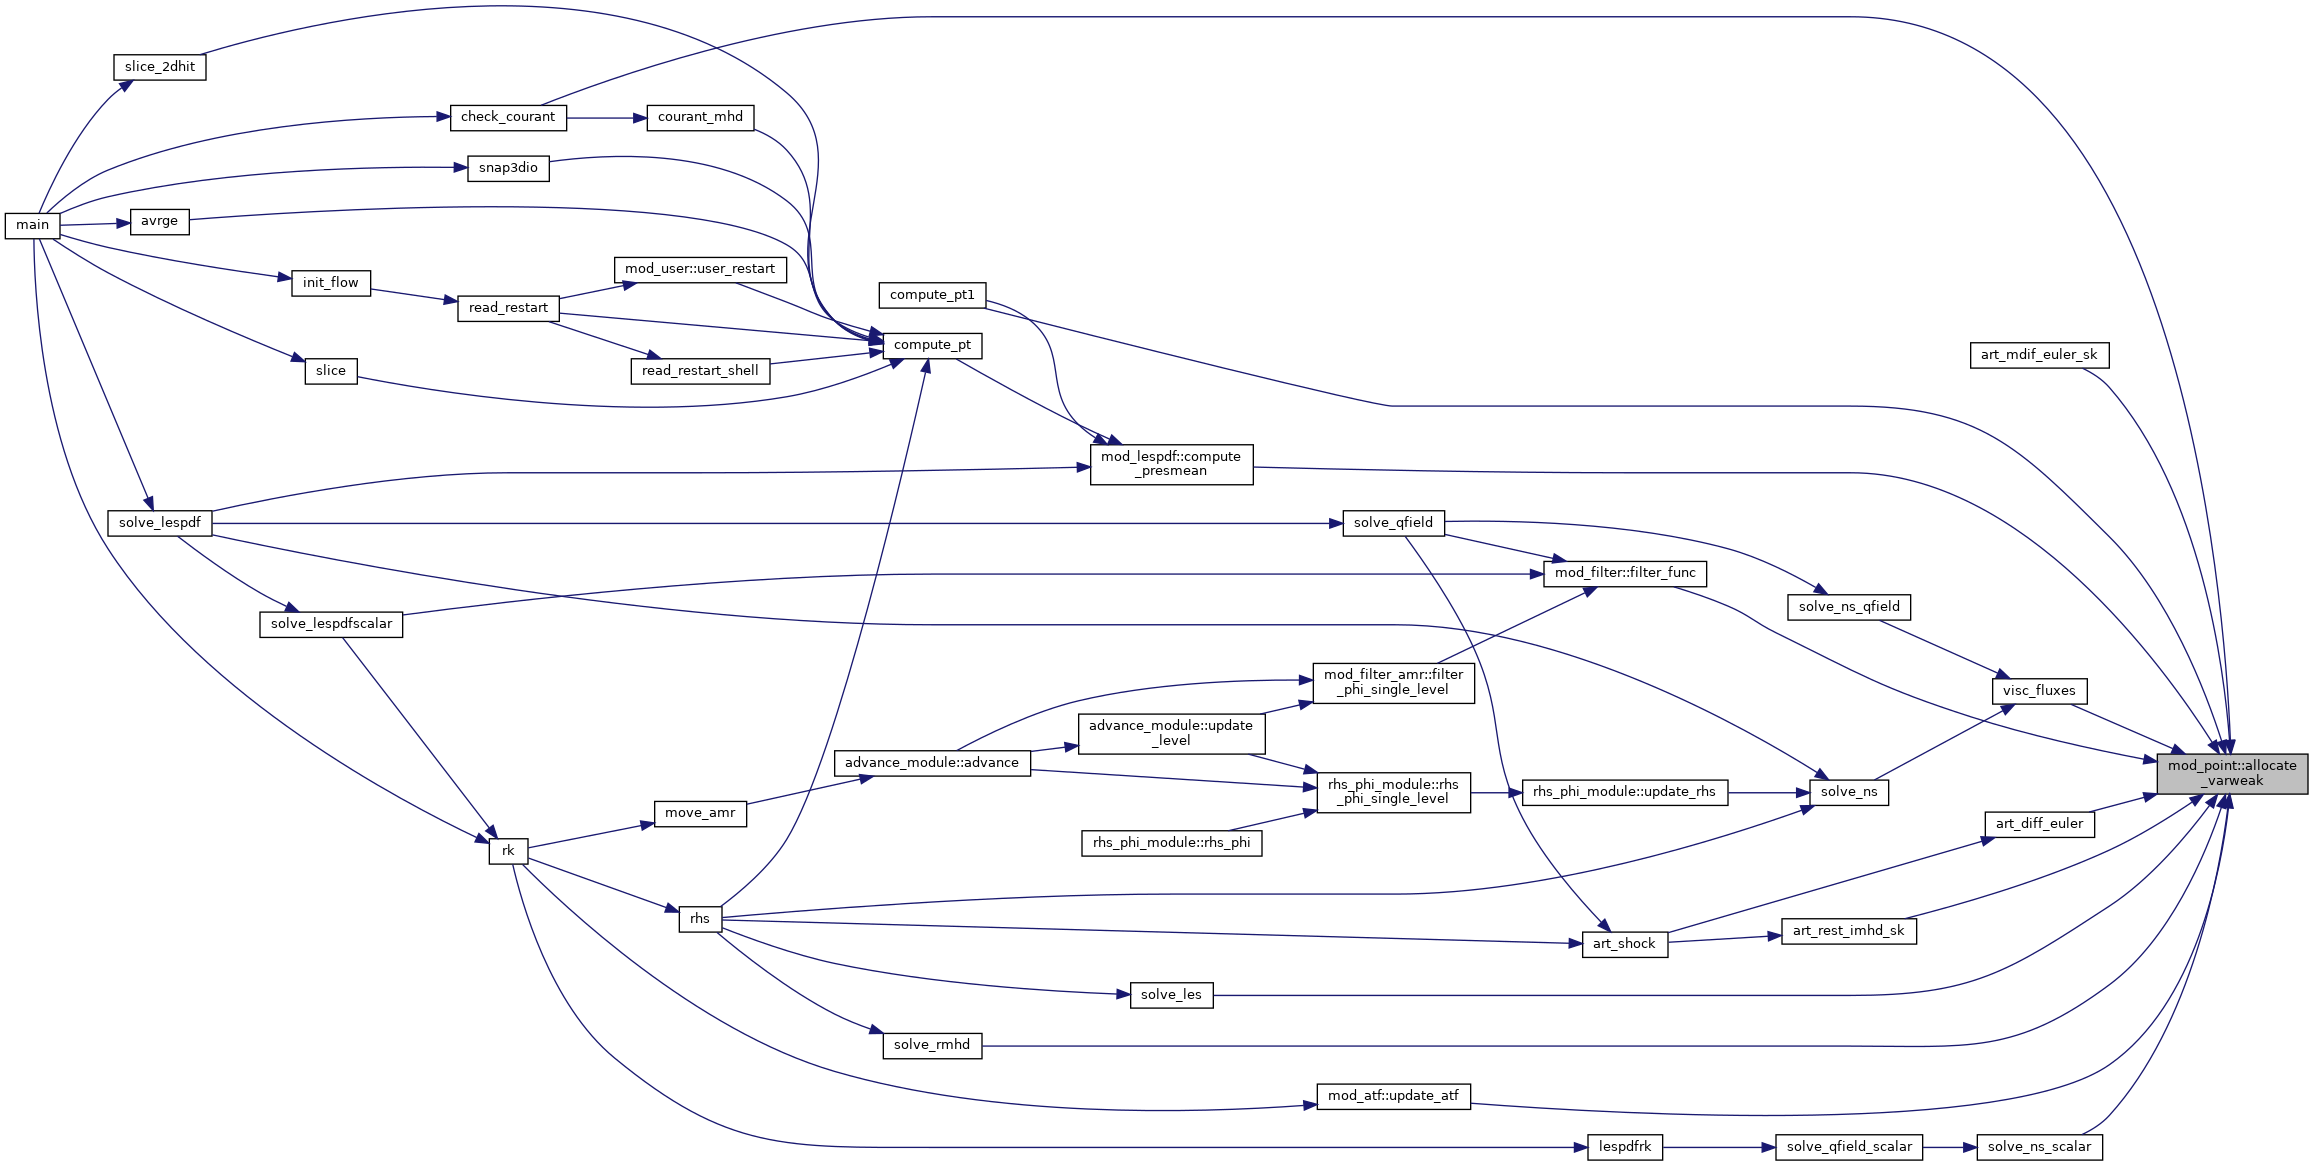 slice_2dhit
check_courant
courant_mhd
snap3dio
main
avrge
mod_user::user_restart
init_flow
compute_pt1
read_restart
compute_pt
art_mdif_euler_sk
slice
read_restart_shell
mod_lespdf::compute
_presmean
solve_lespdf
solve_qfield
mod_filter::filter_func
solve_ns_qfield
solve_lespdfscalar
mod_filter_amr::filter
_phi_single_level
visc_fluxes
advance_module::update
_level
advance_module::advance
mod_point::allocate
_varweak
rhs_phi_module::rhs
_phi_single_level
rhs_phi_module::update_rhs
solve_ns
move_amr
art_diff_euler
rhs_phi_module::rhs_phi
rk
rhs
art_shock
art_rest_imhd_sk
solve_les
solve_rmhd
mod_atf::update_atf
lespdfrk
solve_qfield_scalar
solve_ns_scalar